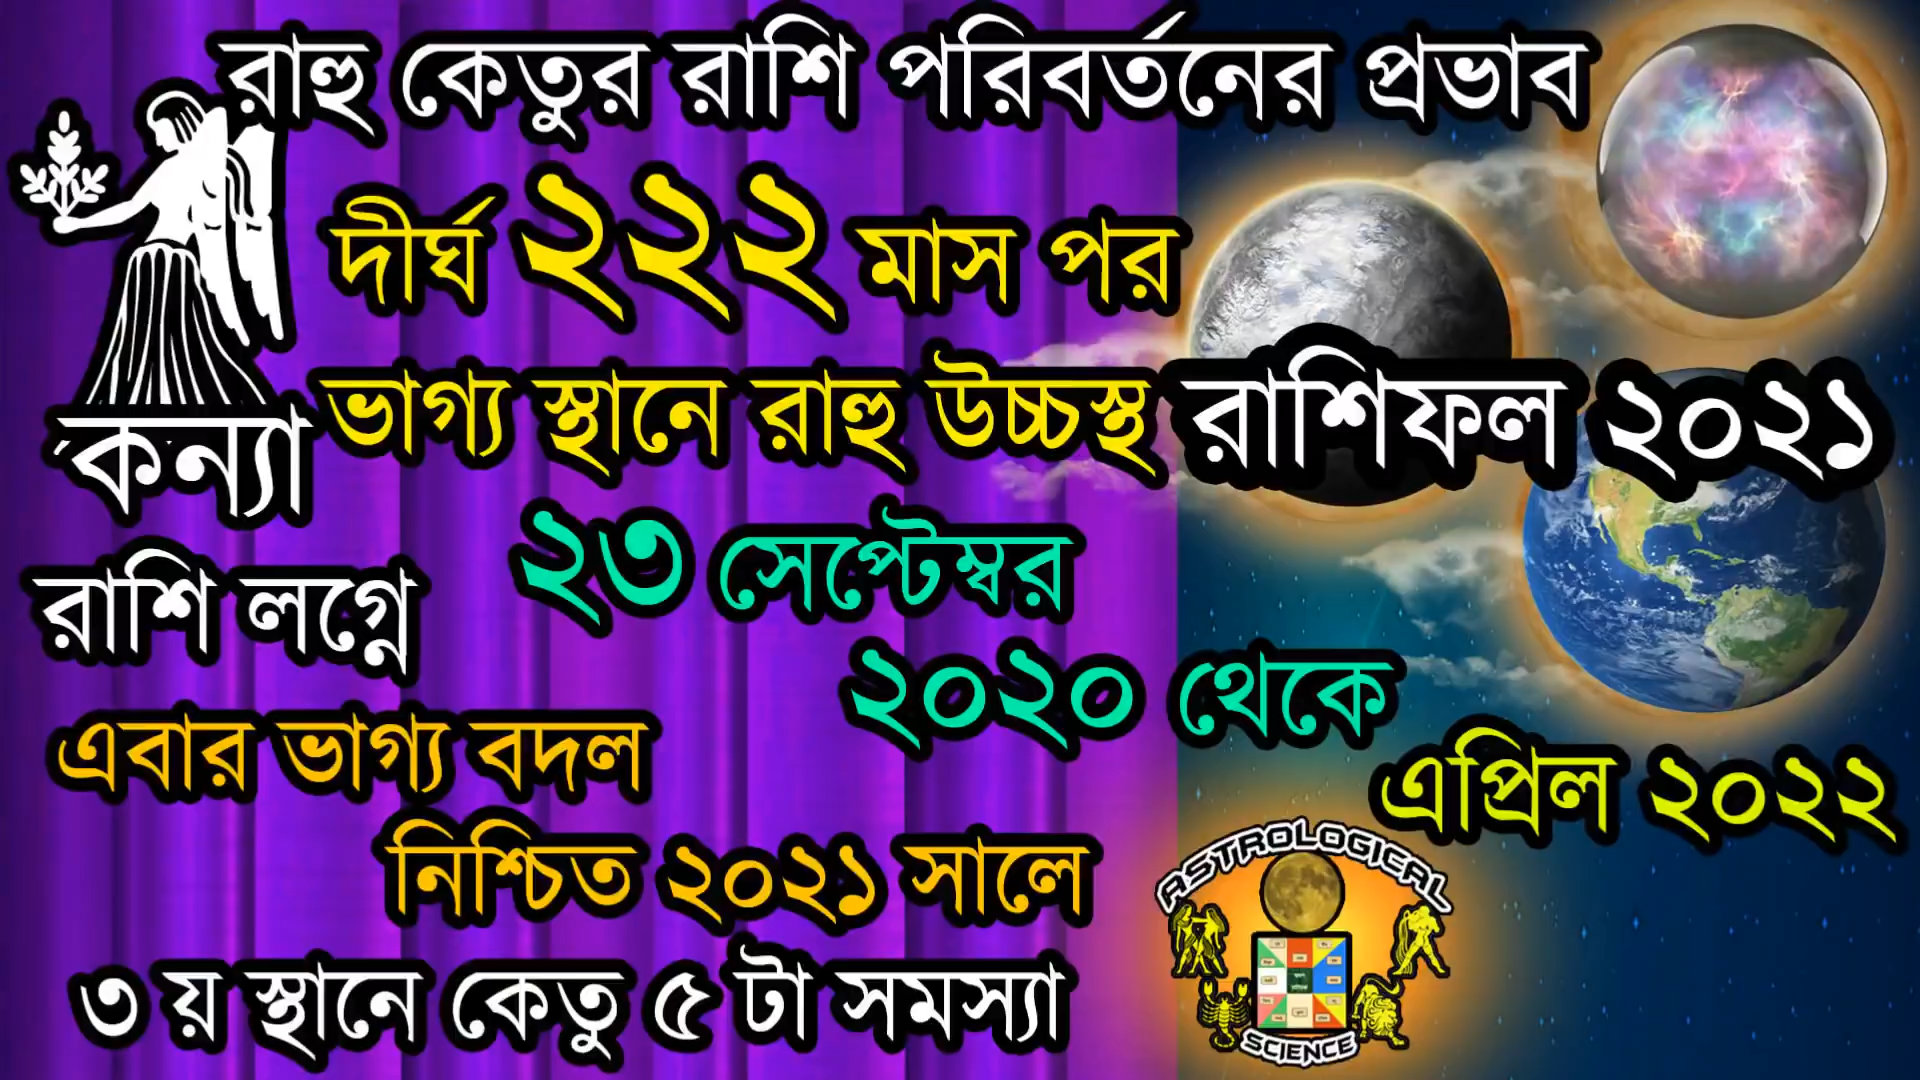 রাহু কেতুর রাশি পরিবর্তনের প্রভাব
দীর্ঘ ২২২ মাস পর
ভাগ্য স্থানে রাহু উচ্চস্থ রাশিফল ২০২১
কন্যা
রাশি লগ্নে
২৩ সেপ্টেম্বর
২০২০ থেকে
এপ্রিল ২০২২
এবার ভাগ্য বদল
নিশ্চিত ২০২১ সালে
৩ য় স্থানে কেতু ৫ টা সমস্যা
ASTROLOGICAL
SCIENCE